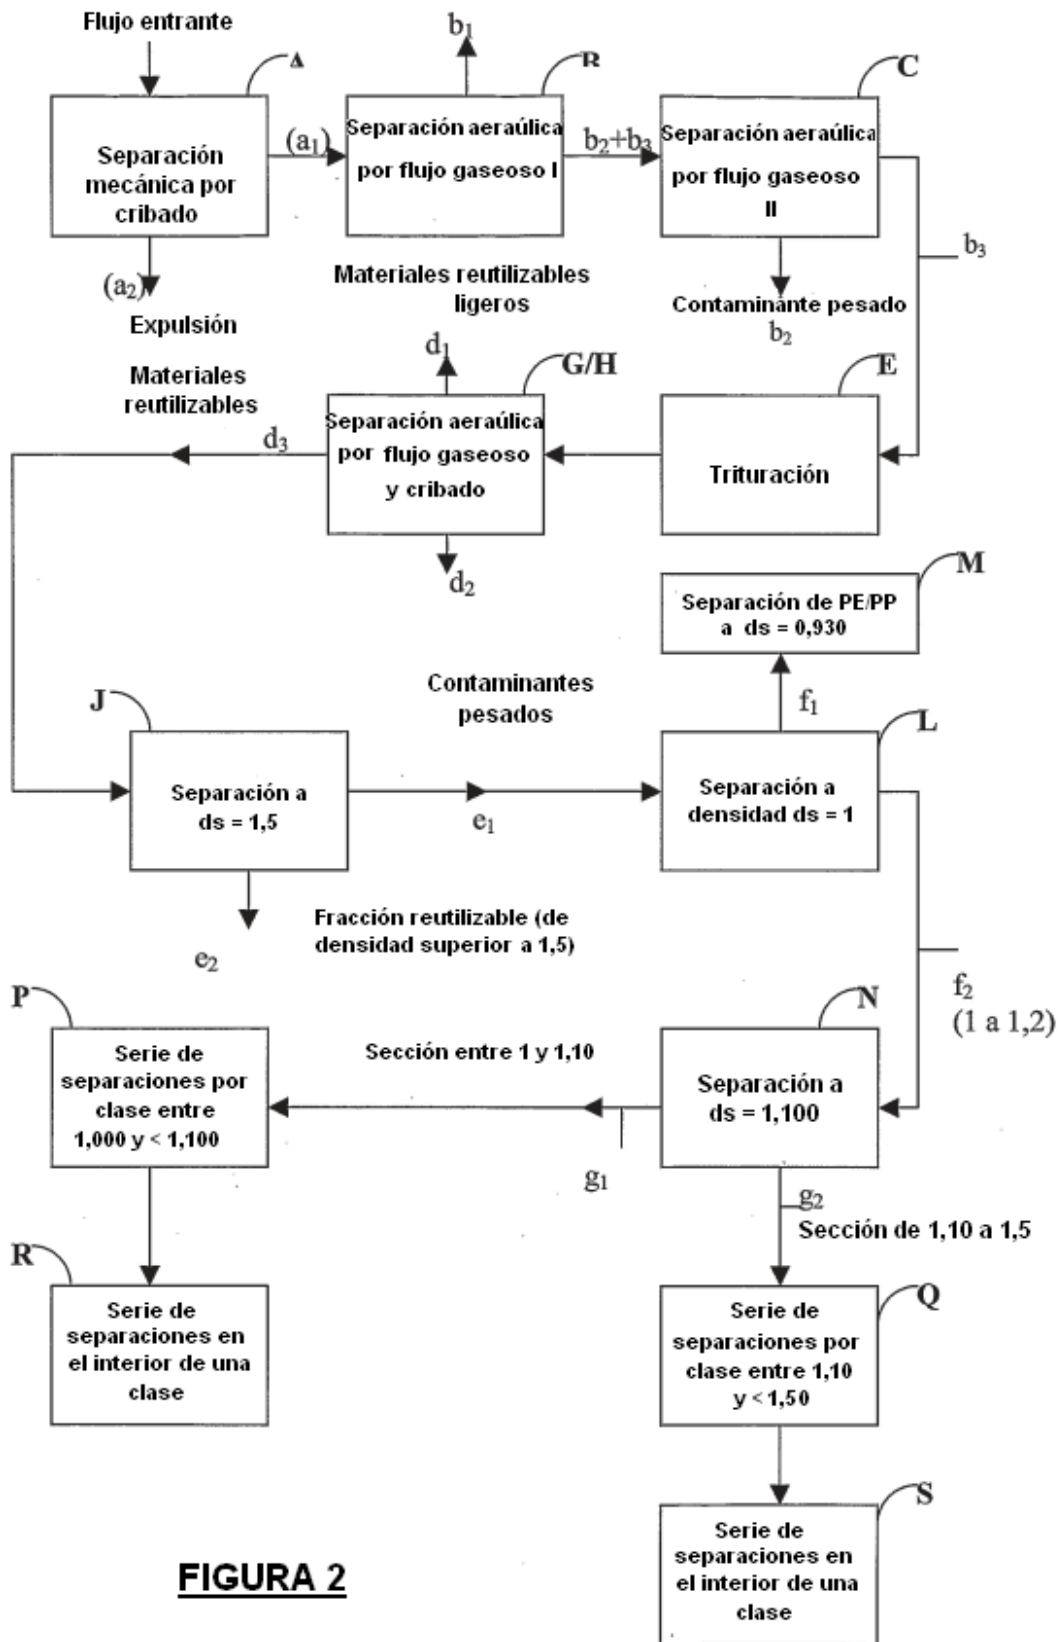 Flujo entrante
A
Separación
mecánica por
cribado
(a1)
(a2)
Expulsión
b1
B
Separación aeraúlica
por flujo gaseoso I
b2+b3
C
Separación aeraúlica
por flujo gaseoso
II
b3
Contaminante pesado
b2
Materiales reutilizables
ligeros
Materiales
reutilizables
d1
G/H
Separación aeraúlica
por flujo gaseoso
y cribado
d3
d2
E
Trituración
M
Separación de PE/PP
a ds = 0,930
f1
J
Separación a
ds = 1,5
Contaminantes
pesados
e1
L
Separación a
densidad ds = 1
e2
Fracción reutilizable (de
densidad superior a 1,5)
f2
(1 a 1,2)
P
Serie de
separaciones por
clase entre
1,000 y < 1,100
Sección entre 1 y 1,10
g1
N
Separación a
ds = 1,100
g2
Sección de 1,10 a 1,5
R
Serie de
separaciones en
el interior de una
clase
Q
Serie de
separaciones por
clase entre 1,10
y < 1,50
S
Serie de
separaciones en
el interior de una
clase
FIGURA 2